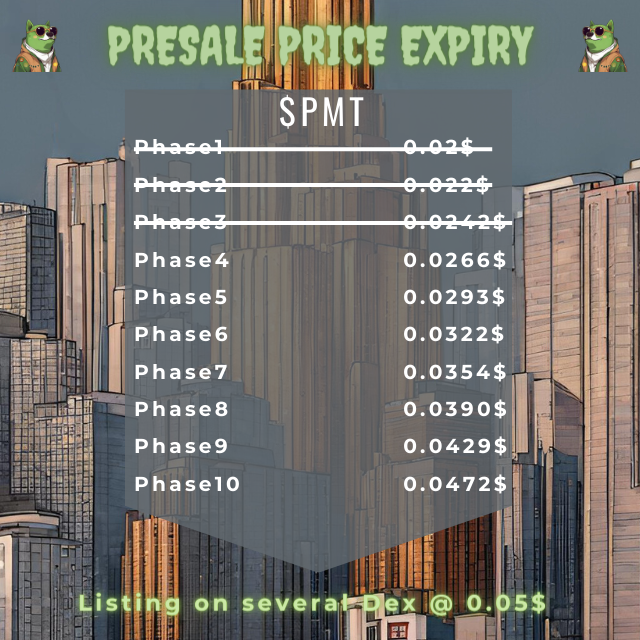 PRESALE PRICE EXPIRY
$PMT
Phase1 0.02$
Phase2 0.022$
Phase3 0.0242$
Phase4 0.0266$
Phase5 0.0293$
Phase6 0.0322$
Phase7 0.0354$
Phase8 0.0390$
Phase9 0.0429$
Phase10 0.0472$
Listing on several Dex @ 0.05$